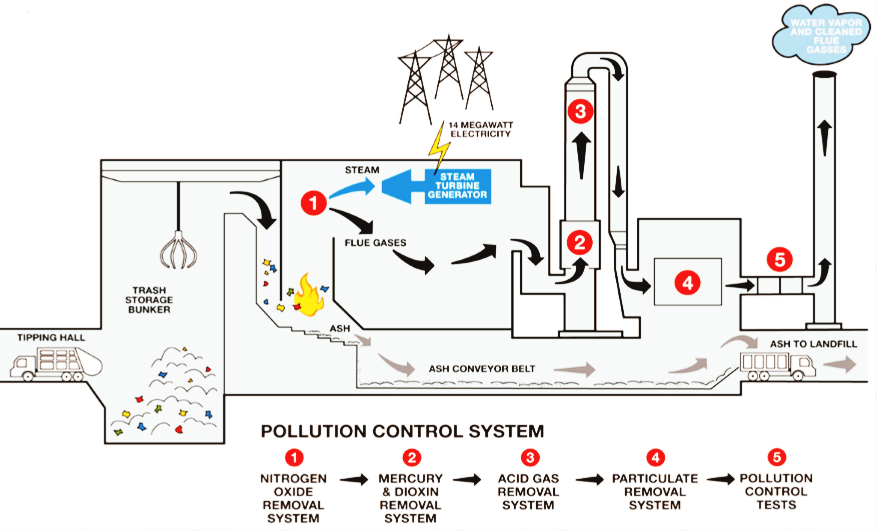 WATER VAPOR
AND CLEANED
FLUE
GASSES
14 MEGAWATT
ELECTRICITY
3
STEAM
STEAM
TURBINE
GENERATOR
1
FLUE GASES
2
5
4
TRASH
STORAGE
BUNKER
ASH
TIPPING HALL
ASH TO LANDFILL
ASH CONVEYOR BELT
POLLUTION CONTROL SYSTEM
1
NITROGEN
OXIDE
REMOVAL
SYSTEM
2
MERCURY
& DIOXIN
REMOVAL
SYSTEM
3
ACID GAS
REMOVAL
SYSTEM
4
PARTICULATE
REMOVAL
SYSTEM
5
POLLUTION
CONTROL
TESTS